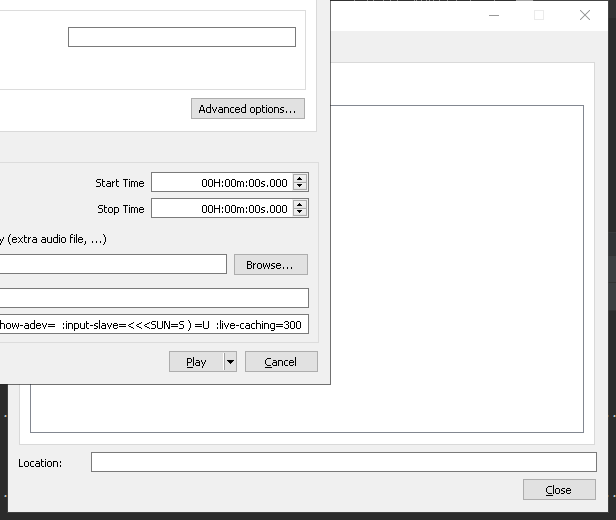 Advanced options...
Start Time 00H:00m:00s.000
Stop Time 00H:00m:00s.000
y (extra audio file, ...)
Browse...
how-adev=  :input-slave=<<<SUN=S ) =U  :live-caching=300
Play Cancel
Location:
Close